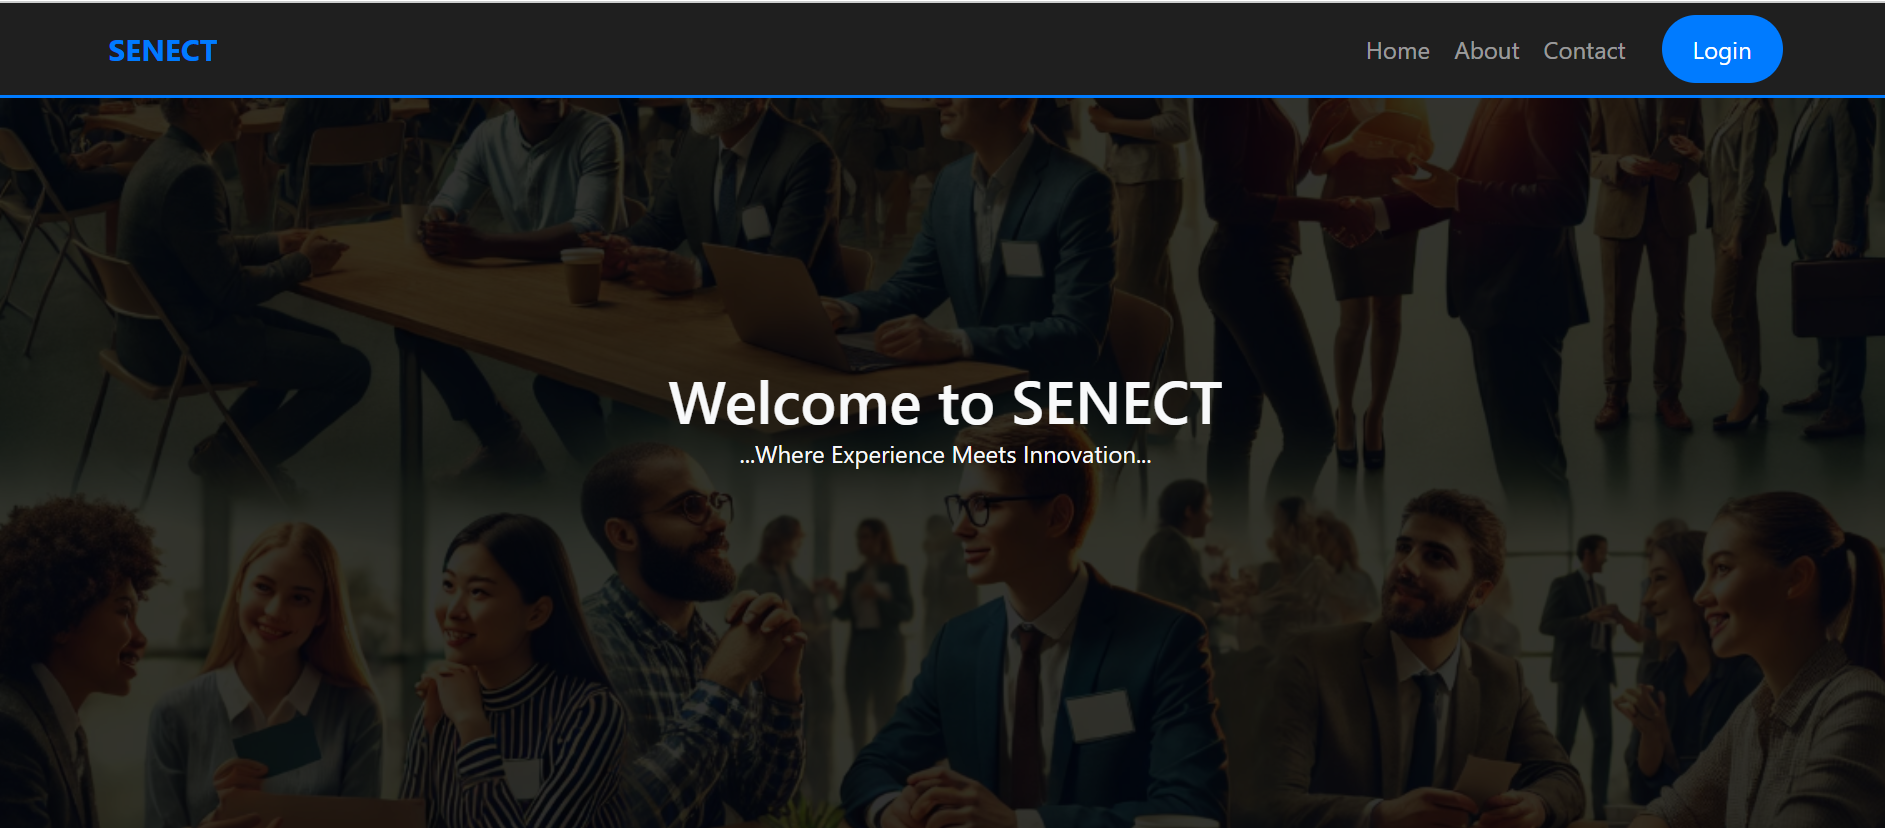 SENECT
Home About Contact Login
Welcome to SENECT
...Where Experience Meets Innovation...